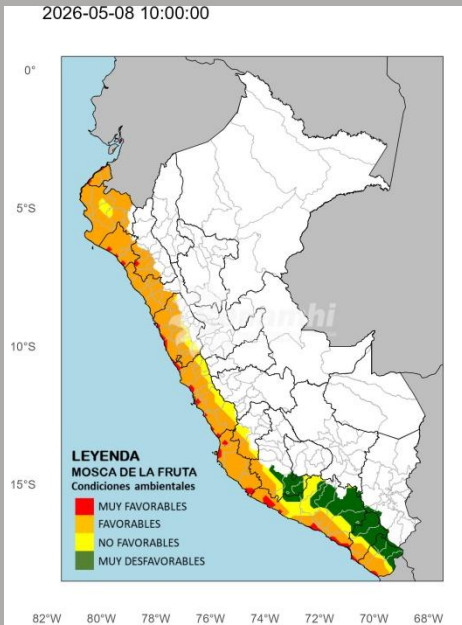 2026-05-08 10:00:00
0°
5°S
10°S
15°S
senamhi
LEYENDA
MOSCA DE LA FRUTA
Condiciones ambientales
MUY FAVORABLES
FAVORABLES
NO FAVORABLES
MUY DESFAVORABLES
82°W 80°W 78°W 76°W 74°W 72°W 70°W 68°W